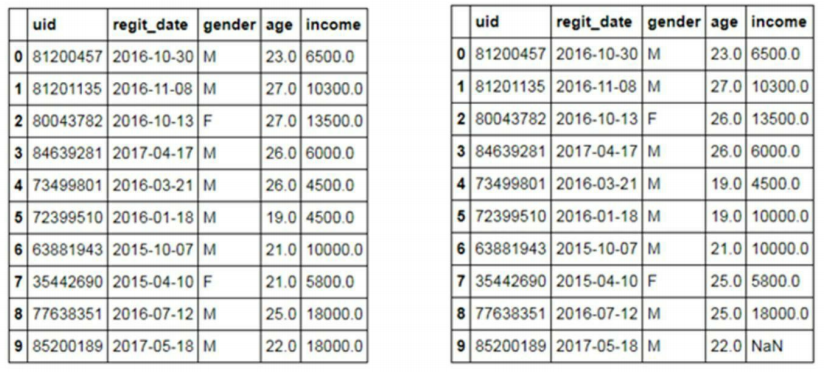 uid regit_date gender age income
0 81200457 2016-10-30 M 23.0 6500.0
1 81201135 2016-11-08 M 27.0 10300.0
2 80043782 2016-10-13 F 27.0 13500.0
3 84639281 2017-04-17 M 26.0 6000.0
4 73499801 2016-03-21 M 26.0 4500.0
5 72399510 2016-01-18 M 19.0 4500.0
6 63881943 2015-10-07 M 21.0 10000.0
7 35442690 2015-04-10 F 21.0 5800.0
8 77638351 2016-07-12 M 25.0 18000.0
9 85200189 2017-05-18 M 22.0 18000.0
uid regit_date gender age income
0 81200457 2016-10-30 M 23.0 6500.0
1 81201135 2016-11-08 M 27.0 10300.0
2 80043782 2016-10-13 F 26.0 13500.0
3 84639281 2017-04-17 M 26.0 6000.0
4 73499801 2016-03-21 M 19.0 4500.0
5 72399510 2016-01-18 M 19.0 10000.0
6 63881943 2015-10-07 M 21.0 10000.0
7 35442690 2015-04-10 F 25.0 5800.0
8 77638351 2016-07-12 M 25.0 18000.0
9 85200189 2017-05-18 M 22.0 NaN